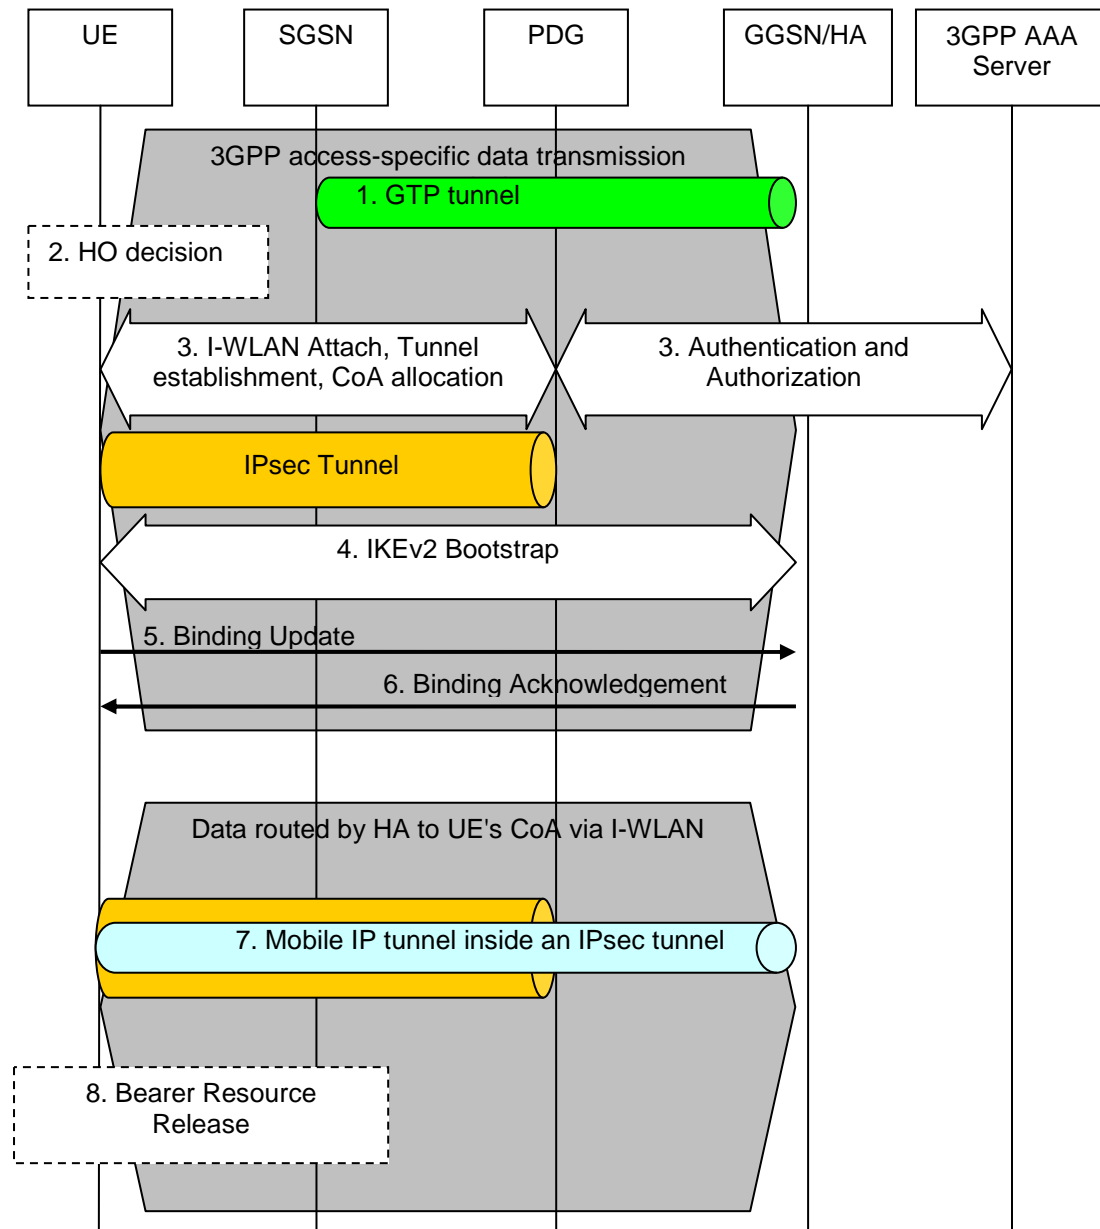 UE
SGSN
PDG
GGSN/HA
3GPP AAA
Server
3GPP access-specific data transmission
1. GTP tunnel
2. HO decision
3. I-WLAN Attach, Tunnel
establishment, CoA allocation
3. Authentication and
Authorization
IPsec Tunnel
4. IKEv2 Bootstrap
5. Binding Update
6. Binding Acknowledgement
Data routed by HA to UE's CoA via I-WLAN
7. Mobile IP tunnel inside an IPsec tunnel
8. Bearer Resource
Release